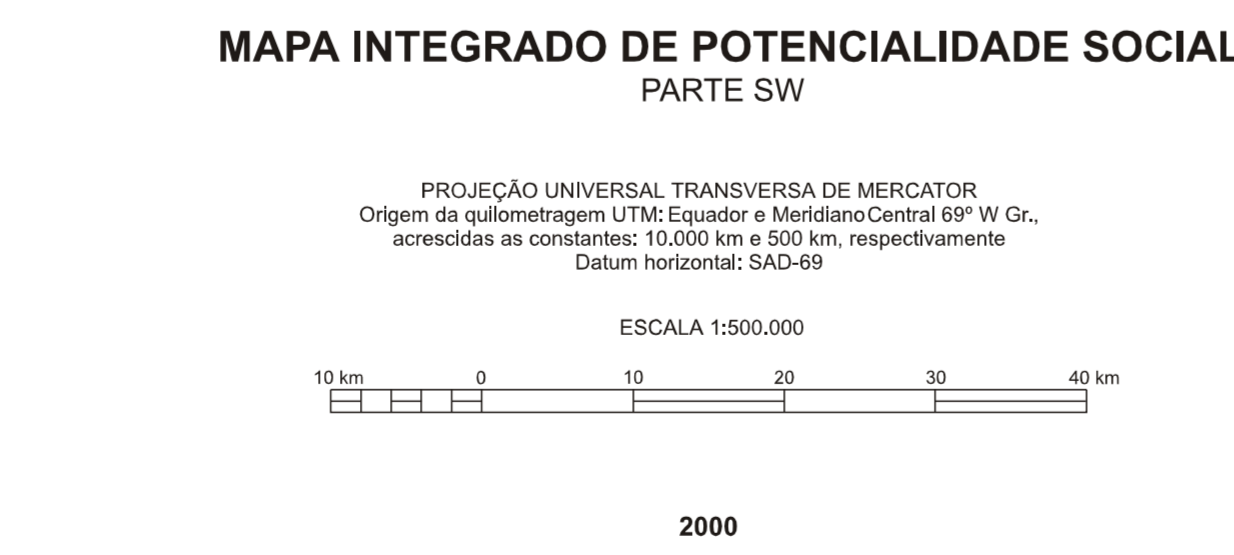 MAPA INTEGRADO DE POTENCIALIDADE SOCIAL
PARTE SW
PROJEÇÃO UNIVERSAL TRANSVERSA DE MERCATOR
Origem da quilometragem UTM: Equador e Meridiano Central 69º W Gr.,
acrescidas as constantes: 10.000 km e 500 km, respectivamente
Datum horizontal: SAD-69
ESCALA 1:500.000
10 km 0 10 20 30 40 km
2000